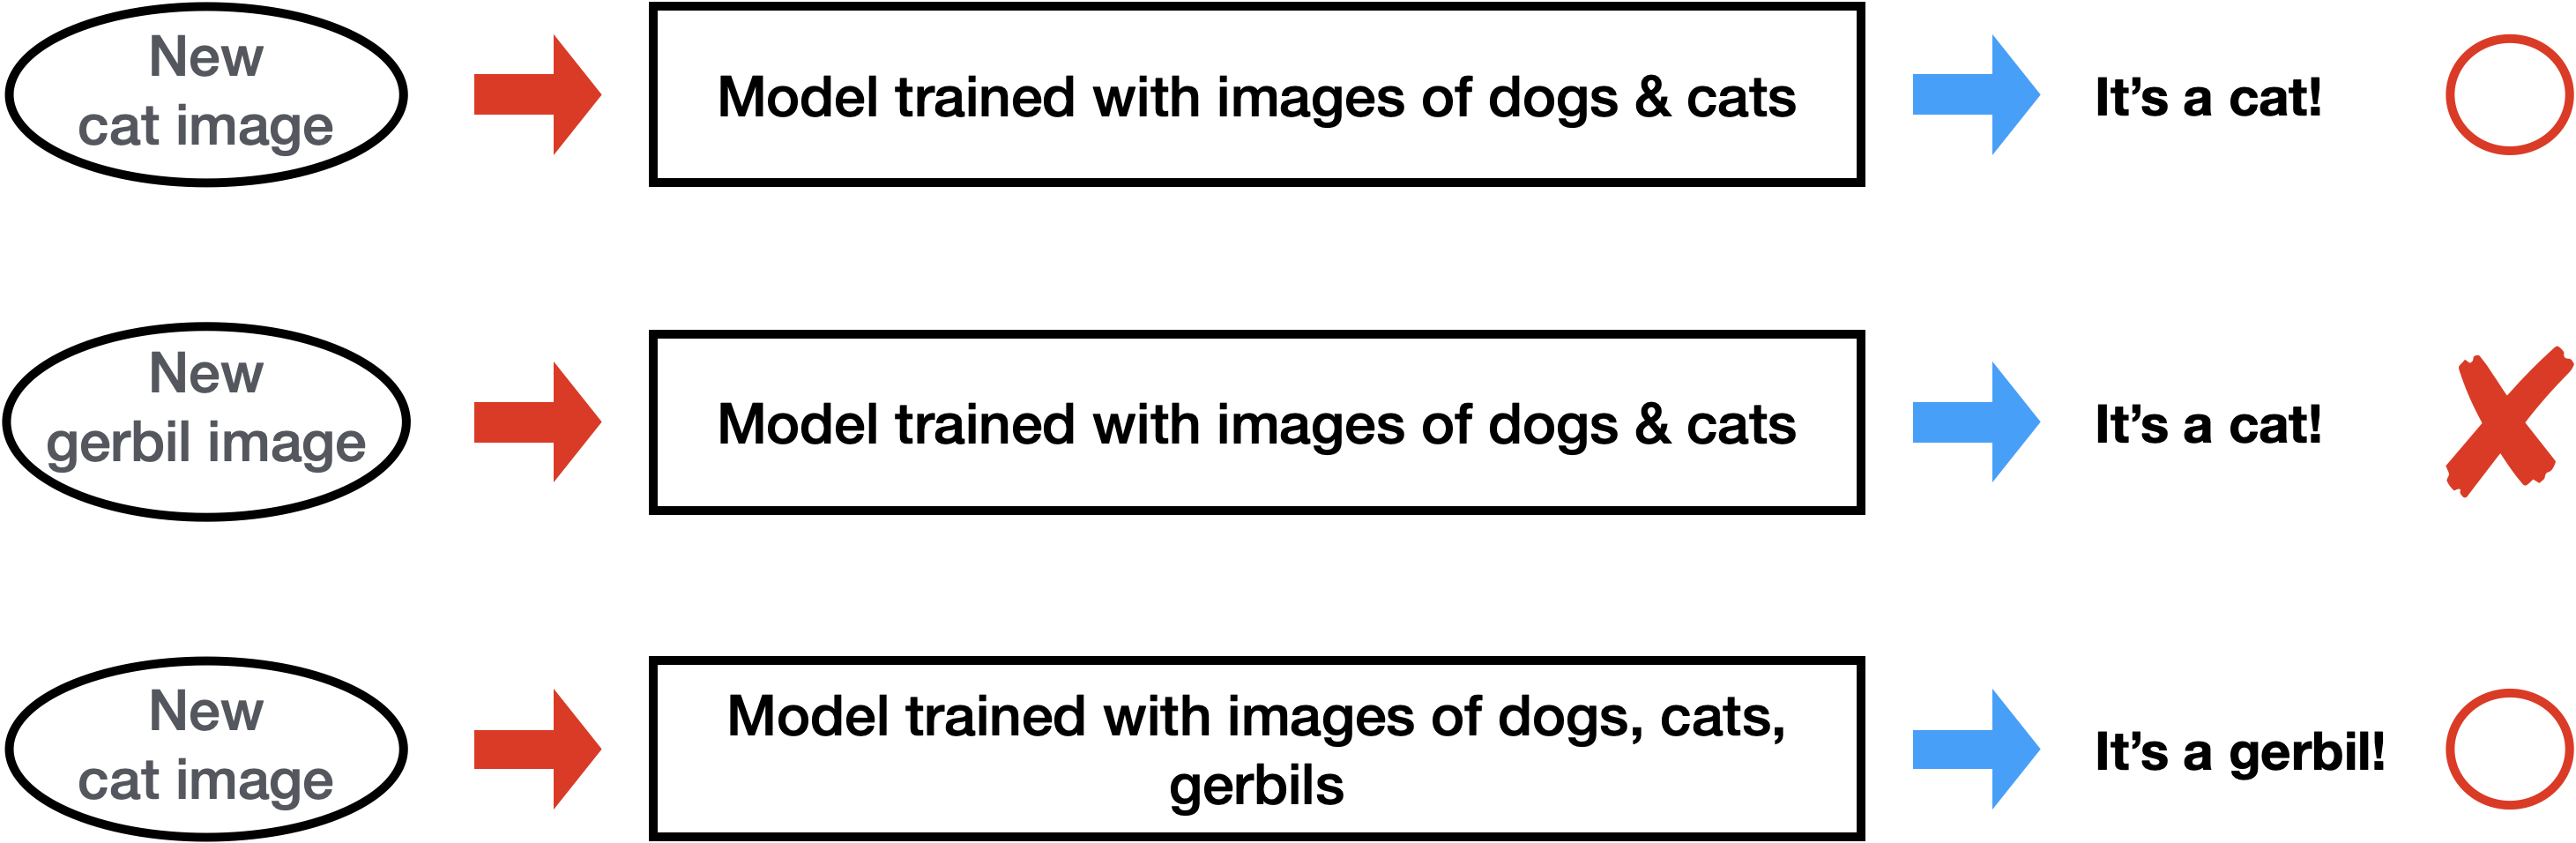 New
cat image
Model trained with images of dogs & cats
It’s a cat!
New
gerbil image
Model trained with images of dogs & cats
It’s a cat!
New
cat image
Model trained with images of dogs, cats,
gerbils
It’s a gerbil!